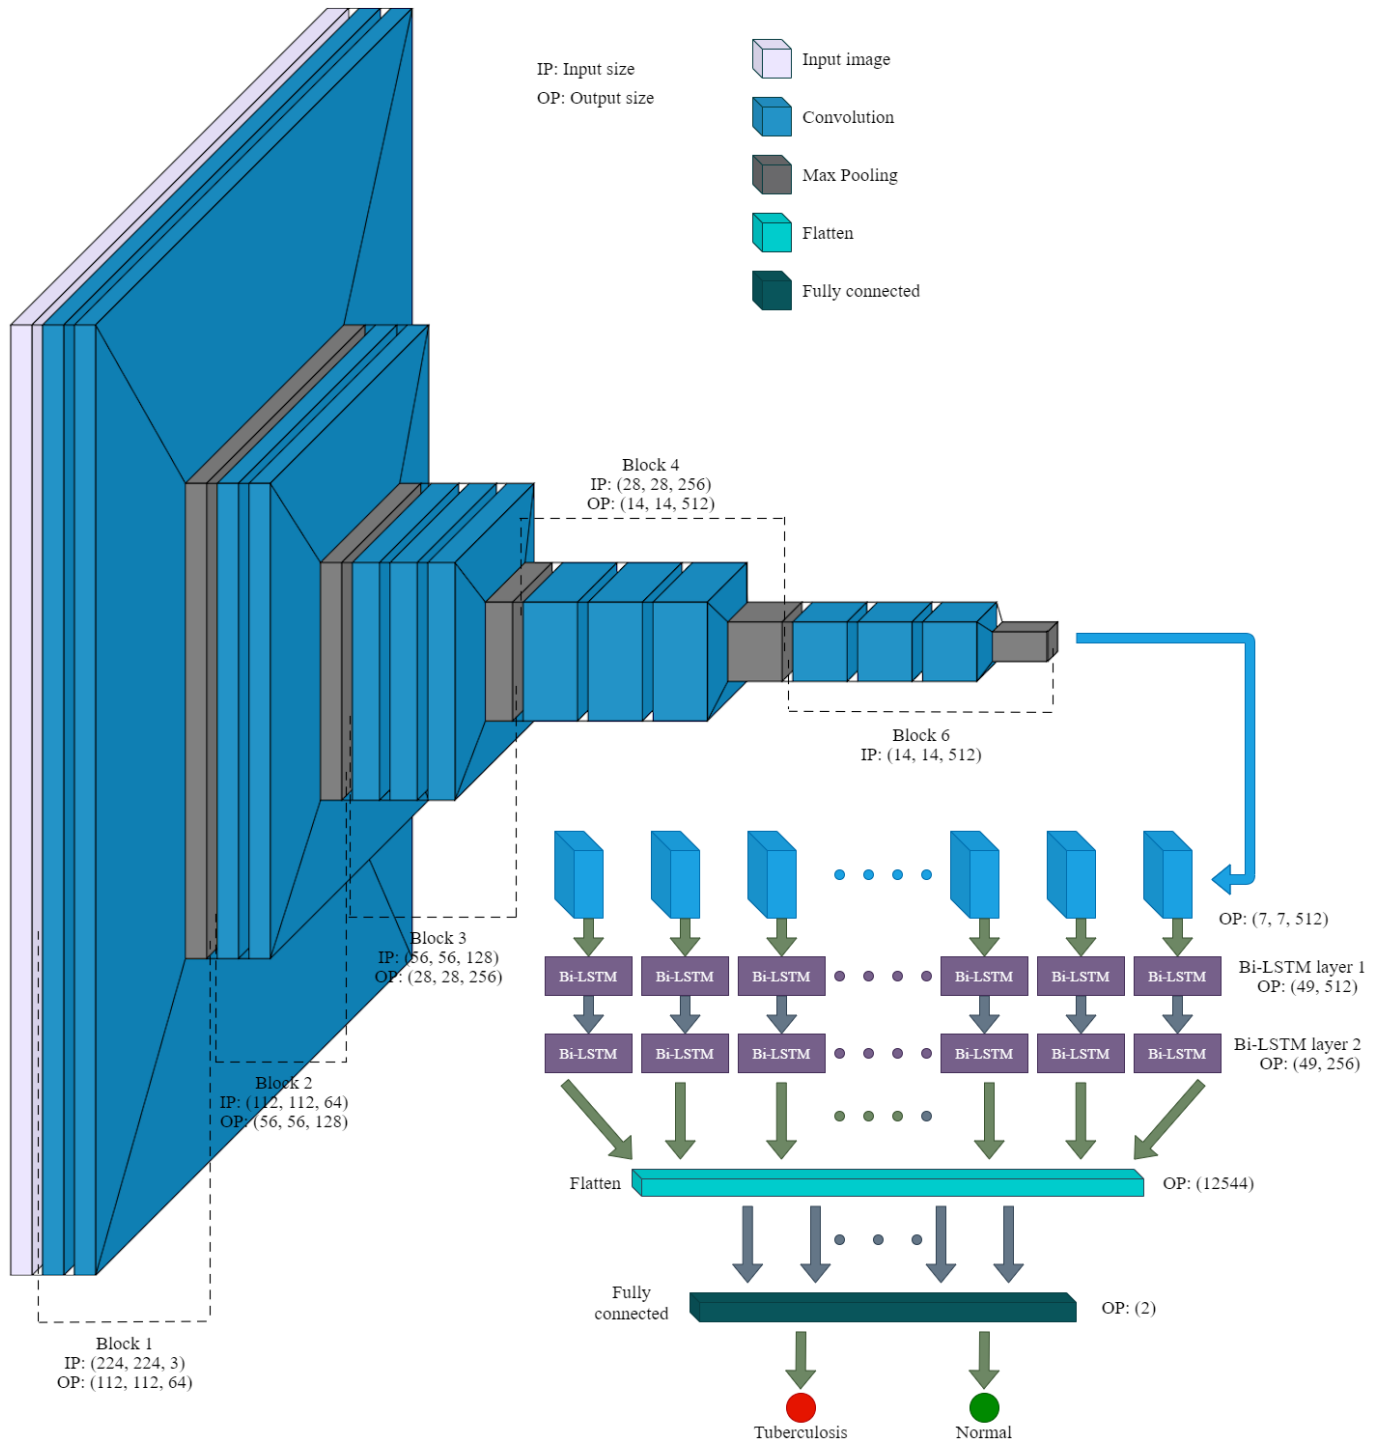 IP: Input size
OP: Output size
Input image
Convolution
Max Pooling
Flatten
Fully connected
Block 4
IP: (28, 28, 256)
OP: (14, 14, 512)
Block 6
IP: (14, 14, 512)
Block 3
IP: (56, 56, 128)
OP: (28, 28, 256)
Block 2
IP: (112, 112, 64)
OP: (56, 56, 128)
Block 1
IP: (224, 224, 3)
OP: (112, 112, 64)
OP: (7, 7, 512)
Bi-LSTM Bi-LSTM Bi-LSTM Bi-LSTM Bi-LSTM Bi-LSTM
Bi-LSTM layer 1
OP: (49, 512)
Bi-LSTM Bi-LSTM Bi-LSTM Bi-LSTM Bi-LSTM Bi-LSTM
Bi-LSTM layer 2
OP: (49, 256)
Flatten
OP: (12544)
Fully
connected
OP: (2)
Tuberculosis
Normal